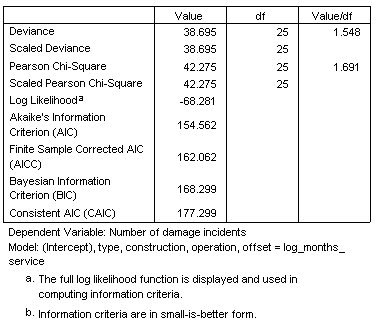 Value df Value/df
Deviance 38.695 25 1.548
Scaled Deviance 38.695 25
Pearson Chi-Square 42.275 25 1.691
Scaled Pearson Chi-Square 42.275 25
Log Likelihooda -68.281
Akaike's Information
Criterion (AIC) 154.562
Finite Sample Corrected AIC
(AICC) 162.062
Bayesian Information
Criterion (BIC) 168.299
Consistent AIC (CAIC) 177.299
Dependent Variable: Number of damage incidents
Model: (Intercept), type, construction, operation, offset = log_months_
service
a. The full log likelihood function is displayed and used in
computing information criteria.
b. Information criteria are in small-is-better form.